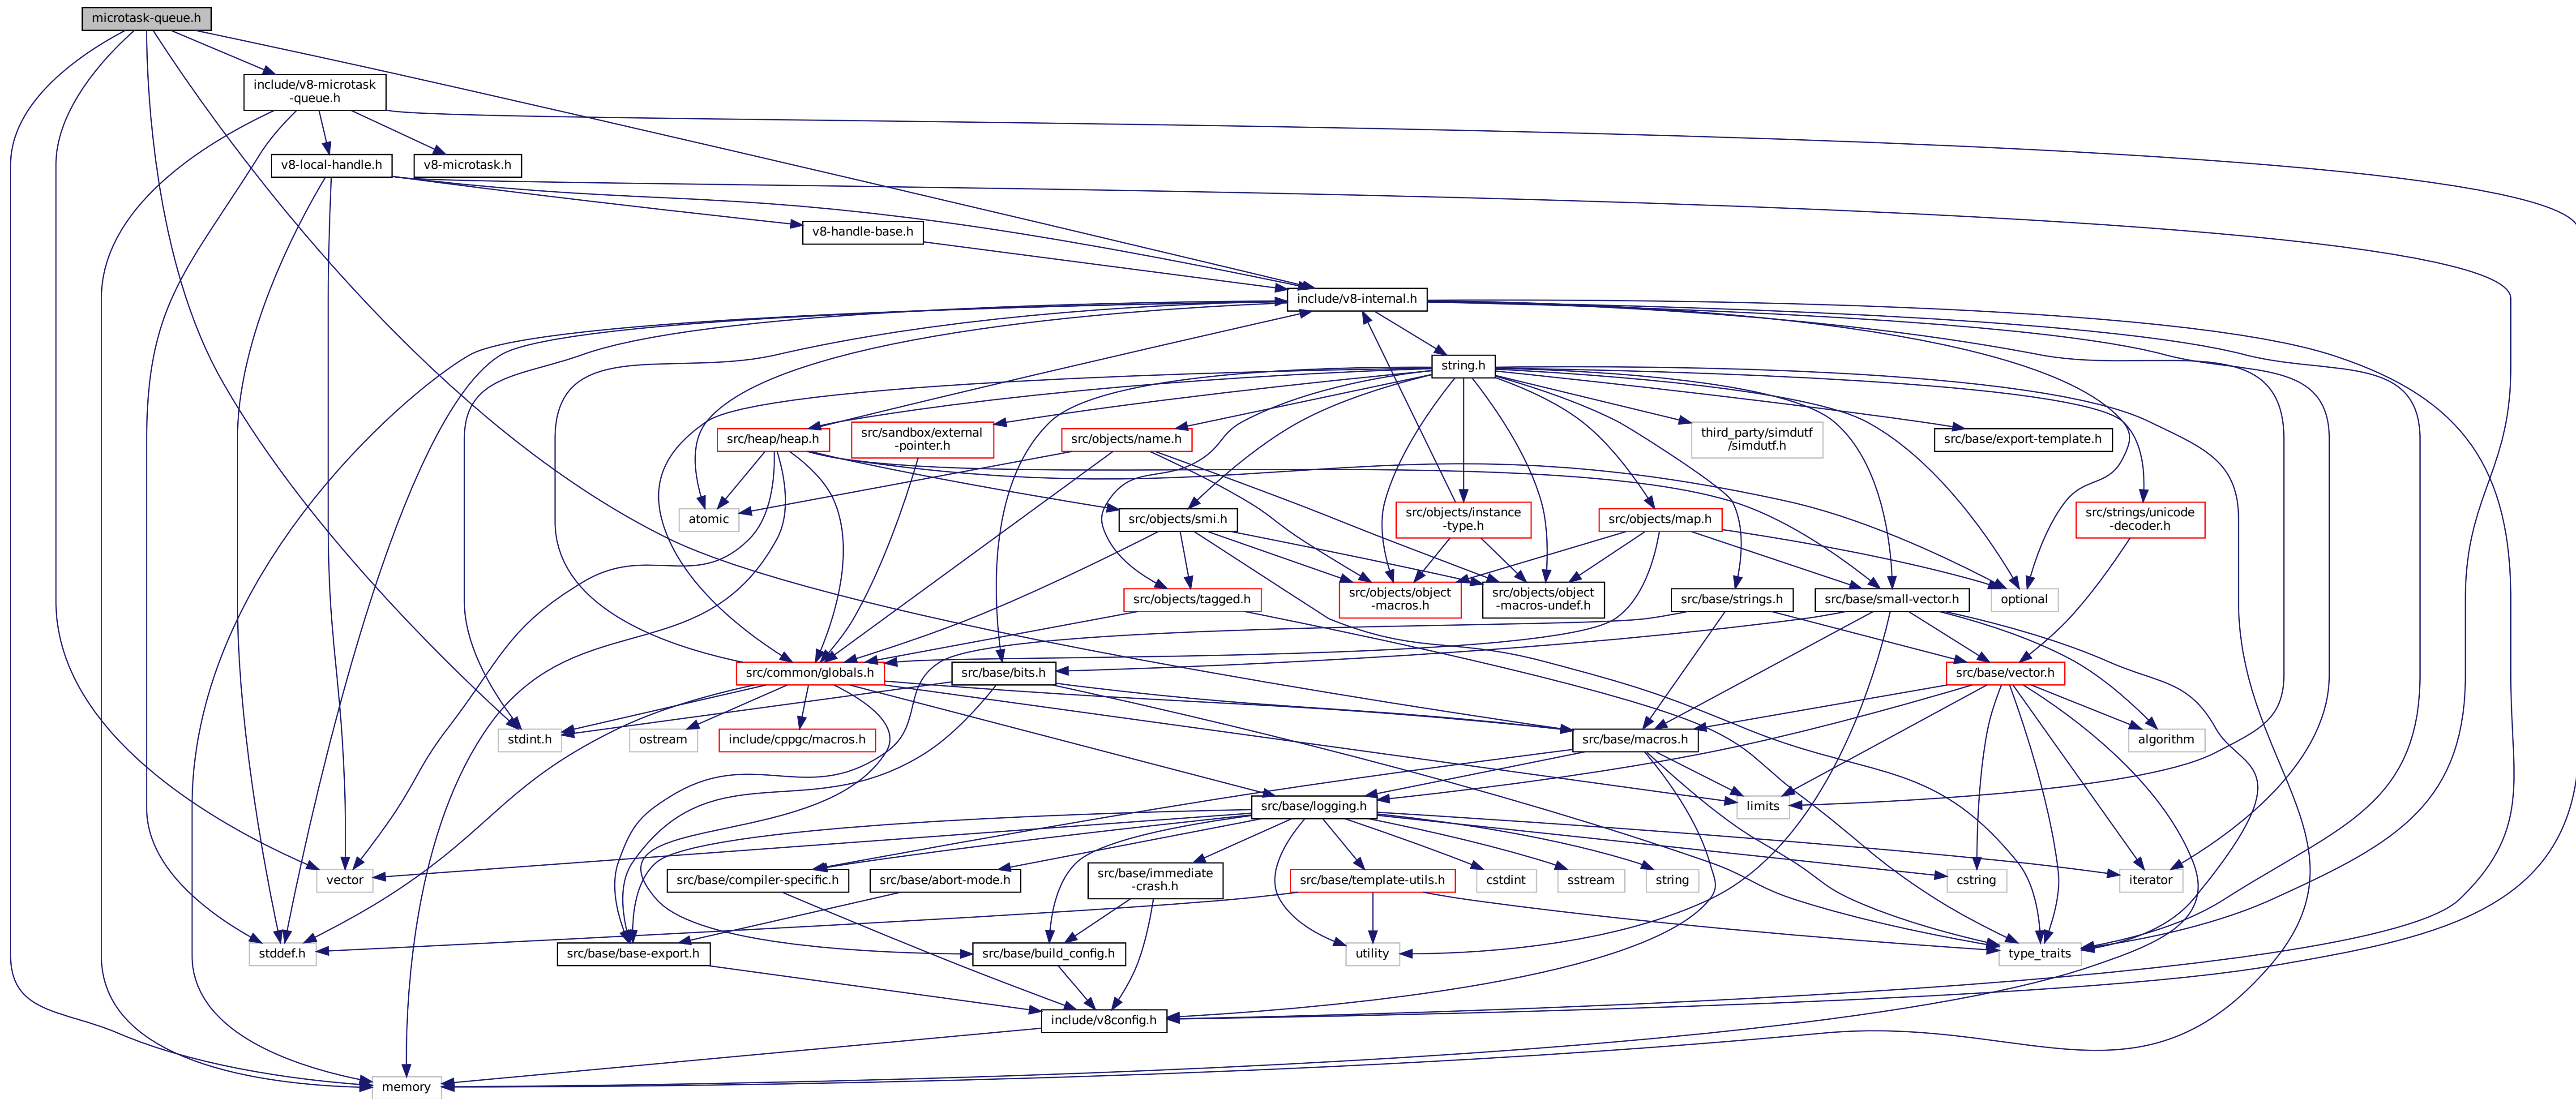 microtask-queue.h
include/v8-microtask
-queue.h
v8-local-handle.h
v8-microtask.h
v8-handle-base.h
include/v8-internal.h
string.h
src/heap/heap.h
src/sandbox/external
-pointer.h
src/objects/name.h
third_party/simdutf
/simdutf.h
src/base/export-template.h
atomic
src/objects/smi.h
src/objects/instance
-type.h
src/objects/map.h
src/strings/unicode
-decoder.h
src/objects/tagged.h
src/objects/object
-macros.h
src/objects/object
-macros-undef.h
src/base/strings.h
src/base/small-vector.h
optional
src/common/globals.h
src/base/bits.h
src/base/vector.h
stdint.h
ostream
include/cppgc/macros.h
src/base/macros.h
algorithm
src/base/logging.h
limits
vector
src/base/compiler-specific.h
src/base/abort-mode.h
src/base/immediate
-crash.h
src/base/template-utils.h
cstdint
sstream
string
cstring
iterator
stddef.h
src/base/base-export.h
src/base/build_config.h
utility
type_traits
include/v8config.h
memory